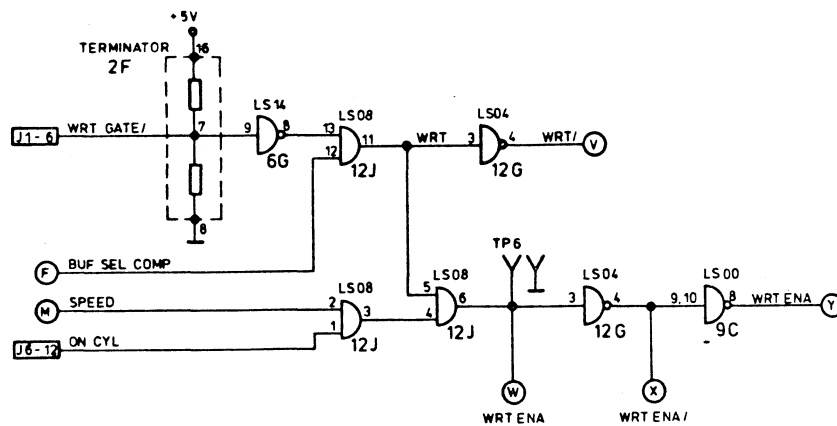 +5V
16
TERMINATOR
2F
LS14
LS08
LS04
J1-6
WRT GATE/
7
9
8
13
11
WRT
3
4
WRT/
V
12
6G
12J
12G
8
TP6
F
BUF SEL COMP
LS08
LS08
LS04
LS00
M
SPEED
2
3
5
6
3
4
9,10
8
WRT ENA
Y
1
4
J6-12
ON CYL
12J
12J
12G
9C
W
X
WRT ENA
WRT ENA/